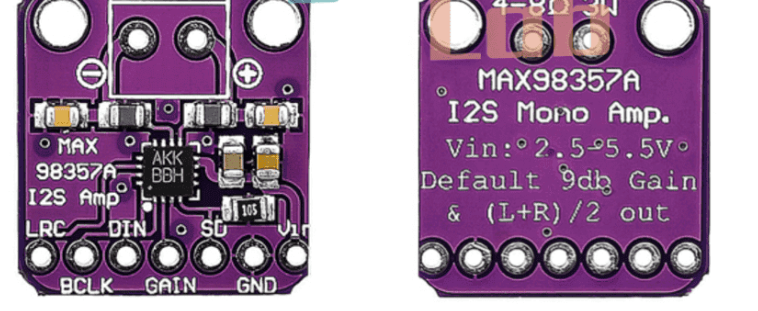 ⊖
⊕
AKK
BBH
MAX
98357A
I2S Amp
105
LRC DIN SD Vin
BCLK GAIN GND
4-8Ω 3W
Lab
MAX98357A
I2S Mono Amp.
Vin: 2.5-5.5V
Default 9db Gain
& (L+R)/2 out